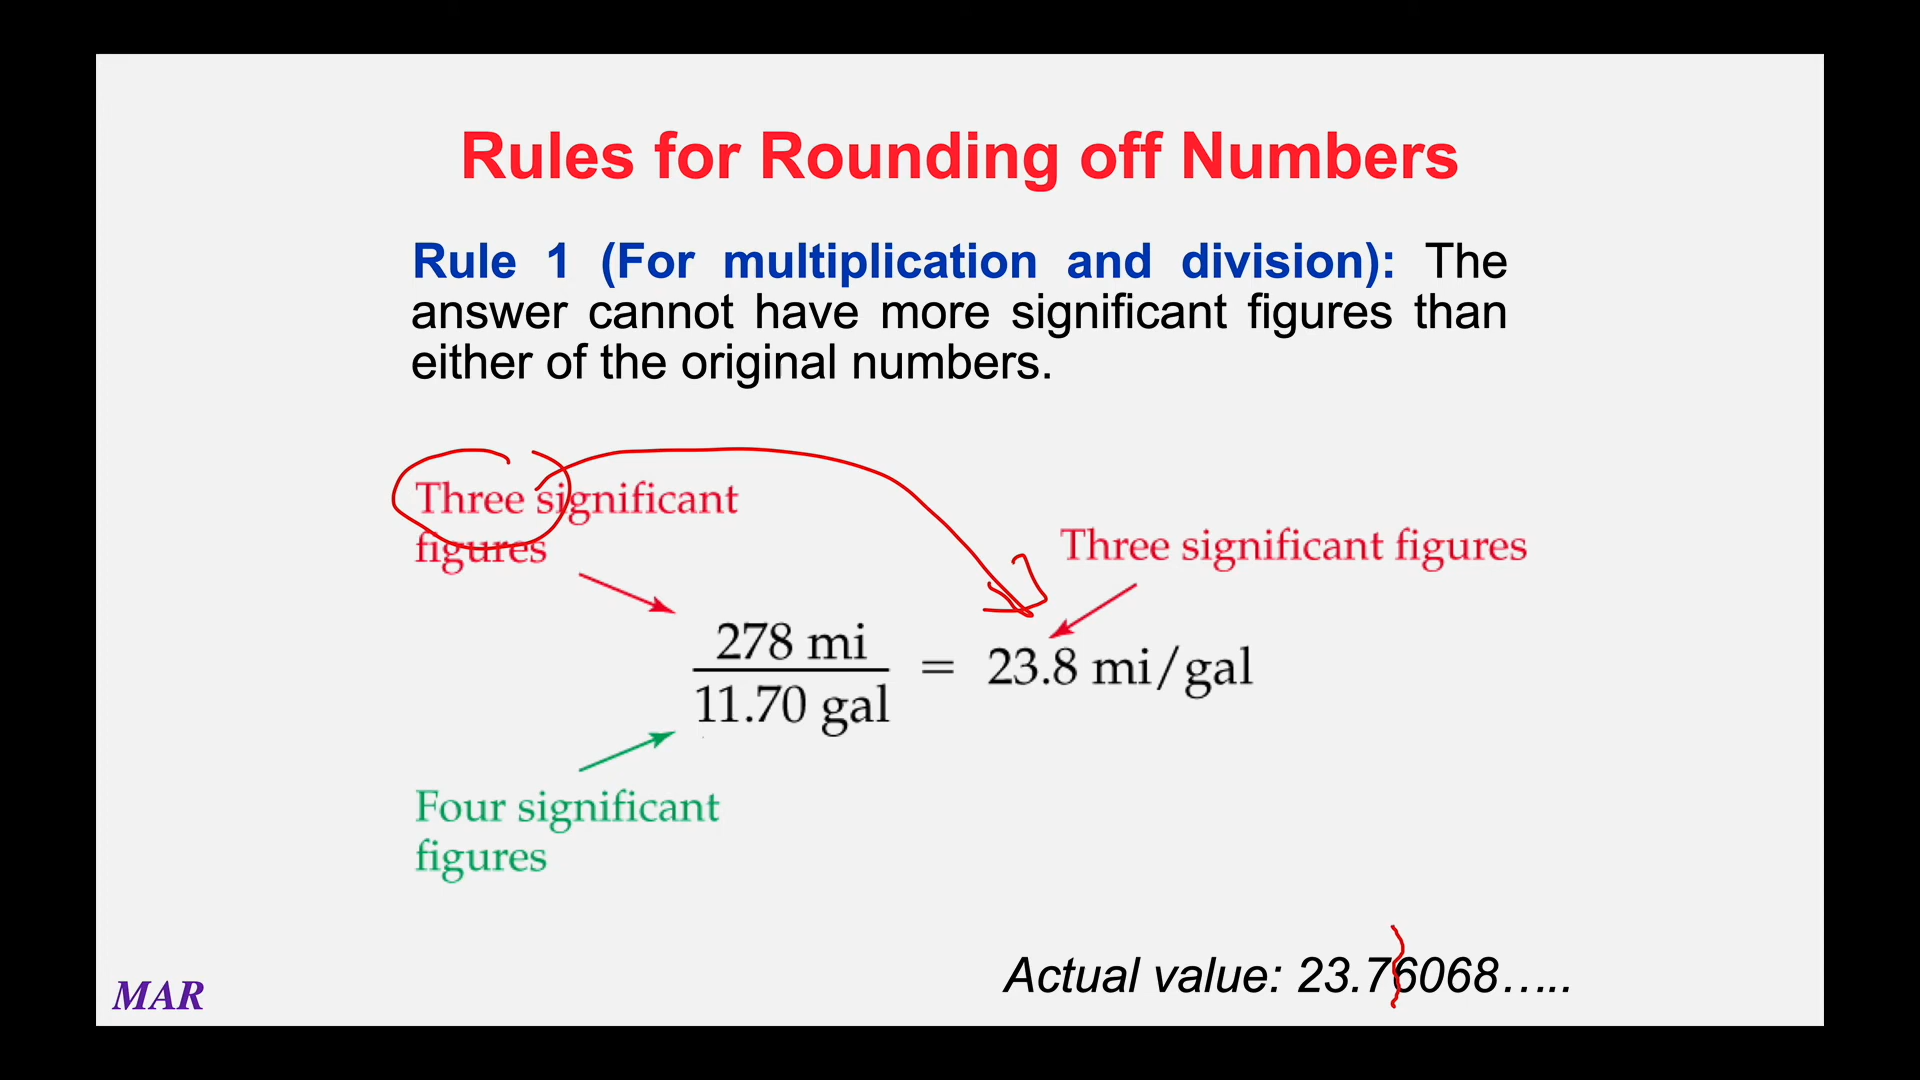 Rules for Rounding off Numbers
Rule 1 (For multiplication and division): The
answer cannot have more significant figures than
either of the original numbers.
Three significant
figures
Three significant figures
278 mi
11.70 gal
= 23.8 mi/gal
Four significant
figures
Actual value: 23.76068…..
MAR